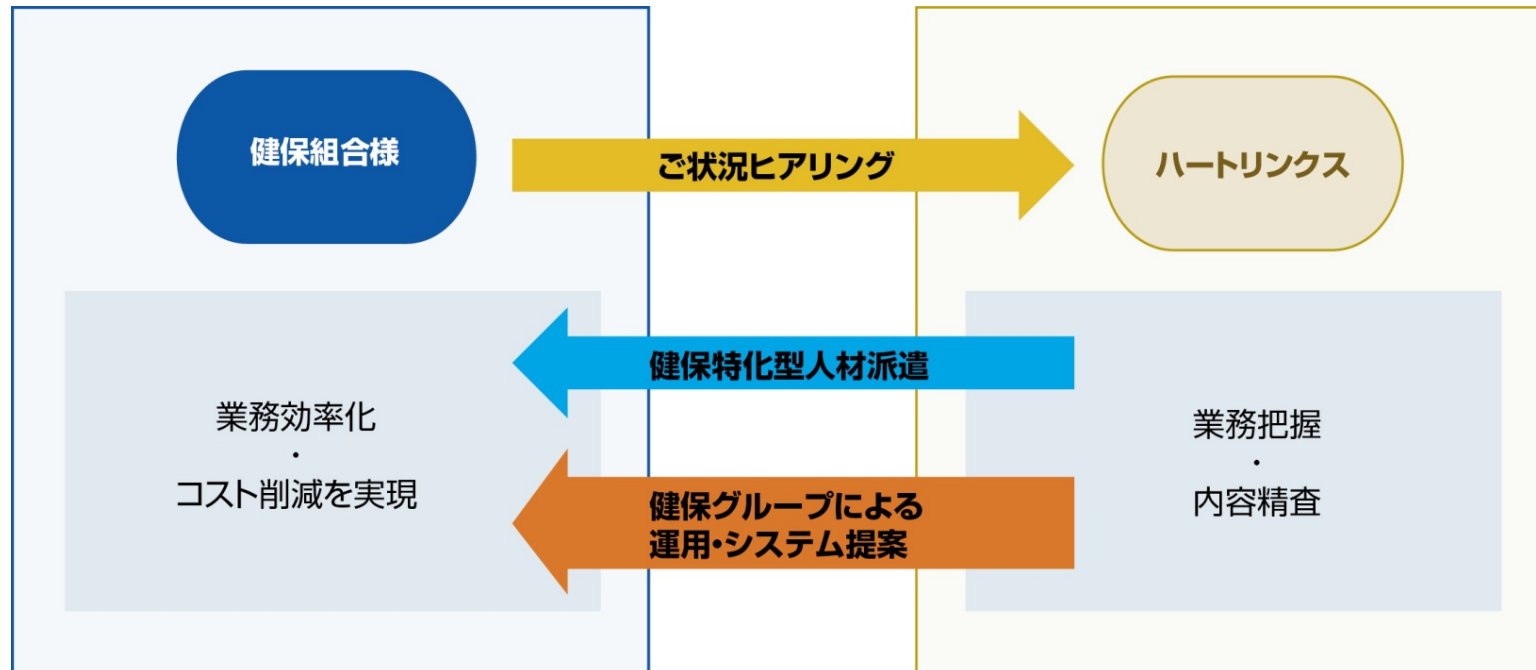 健保組合様
ご状況ヒアリング
ハートリンクス
健保特化型人材派遣
業務効率化
・
コスト削減を実現
業務把握
・
内容精査
健保グループによる
運用・システム提案